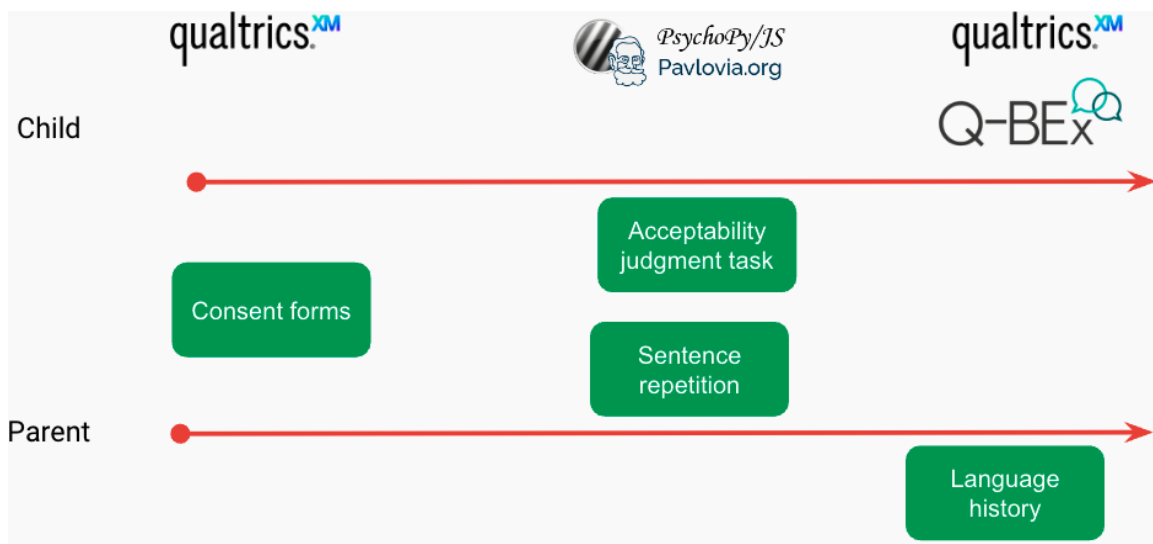 qualtrics.XM
PsychoPy/JS
Pavlovia.org
qualtrics.XM
Q-BEx
Child
Acceptability
judgment task
Consent forms
Sentence
repetition
Parent
Language
history